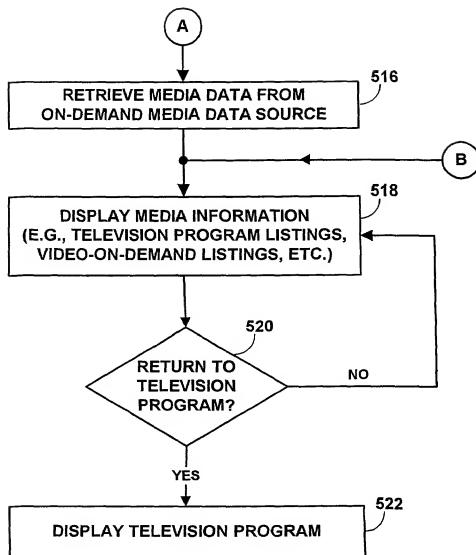 A
516
RETRIEVE MEDIA DATA FROM
ON-DEMAND MEDIA DATA SOURCE
B
518
DISPLAY MEDIA INFORMATION
(E.G., TELEVISION PROGRAM LISTINGS,
VIDEO-ON-DEMAND LISTINGS, ETC.)
520
RETURN TO
TELEVISION
PROGRAM?
NO
YES
522
DISPLAY TELEVISION PROGRAM